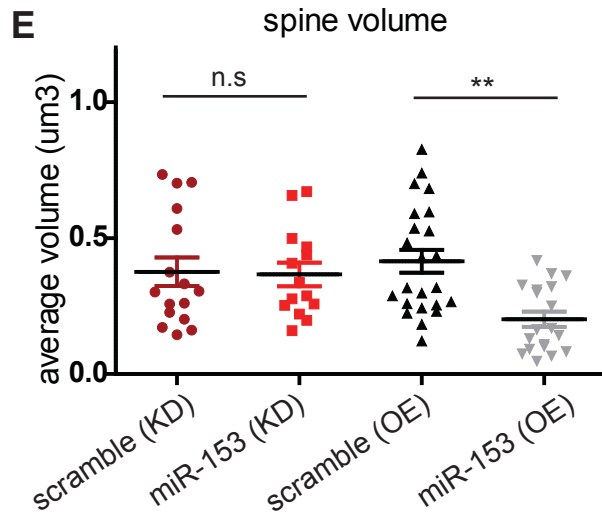 E
spine volume
n.s
**
average volume (um3)
1.0
0.5
0.0
scramble (KD)
miR-153 (KD)
scramble (OE)
miR-153 (OE)